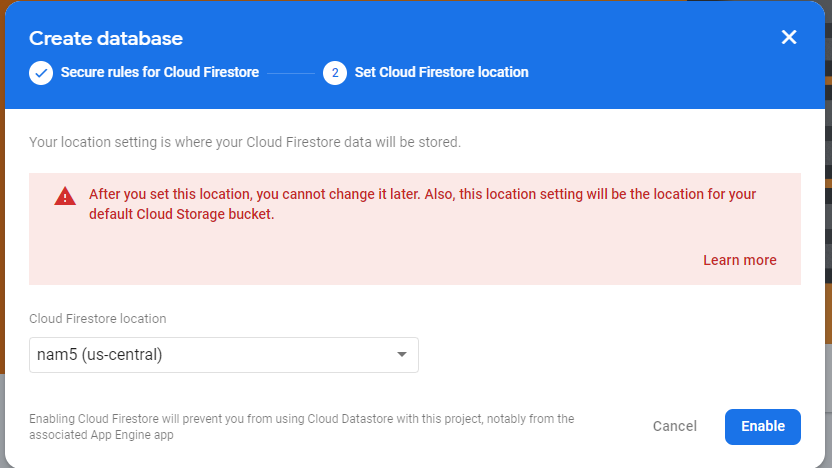 Create database
Secure rules for Cloud Firestore
2 Set Cloud Firestore location
Your location setting is where your Cloud Firestore data will be stored.
After you set this location, you cannot change it later. Also, this location setting will be the location for your
default Cloud Storage bucket.
Learn more
Cloud Firestore location
nam5 (us-central)
Enabling Cloud Firestore will prevent you from using Cloud Datastore with this project, notably from the
associated App Engine app
Cancel
Enable